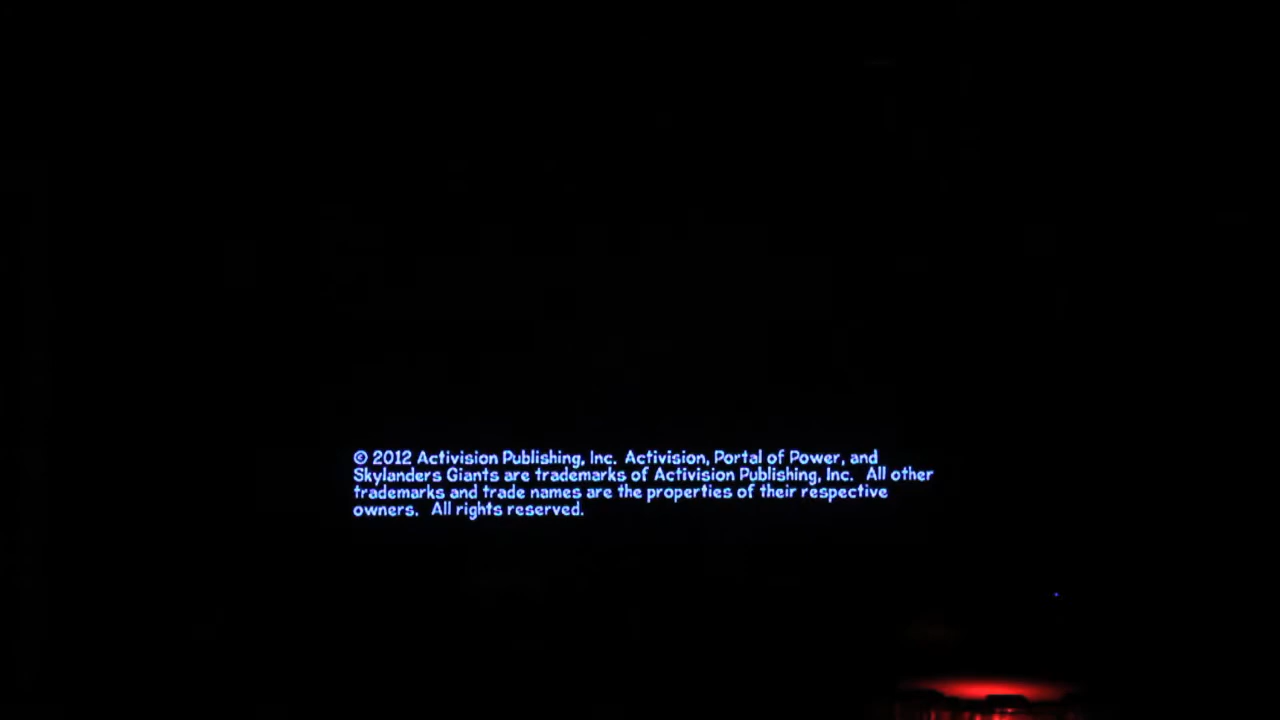 © 2012 Activision Publishing, Inc. Activision, Portal of Power, and
Skylanders Giants are trademarks of Activision Publishing, Inc. All other
trademarks and trade names are the properties of their respective
owners. All rights reserved.